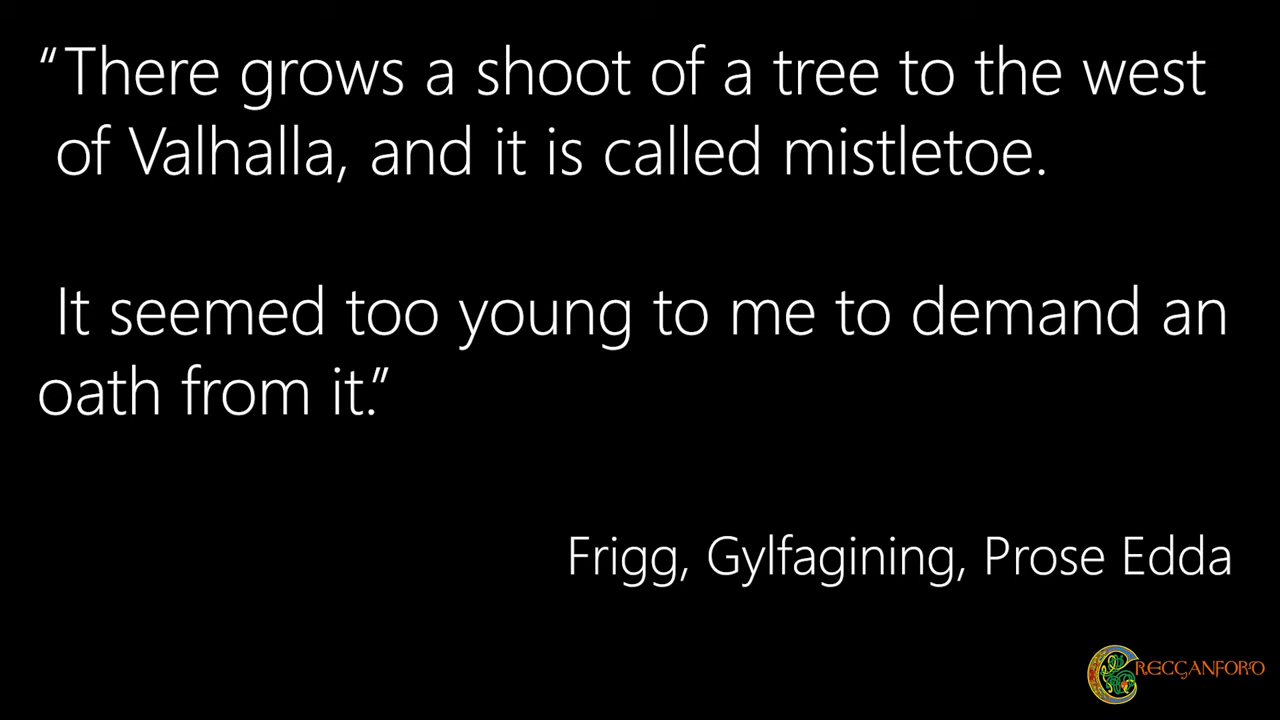 “There grows a shoot of a tree to the west
of Valhalla, and it is called mistletoe.
It seemed too young to me to demand an
oath from it.”
Frigg, Gylfagining, Prose Edda
CRECGANFORD